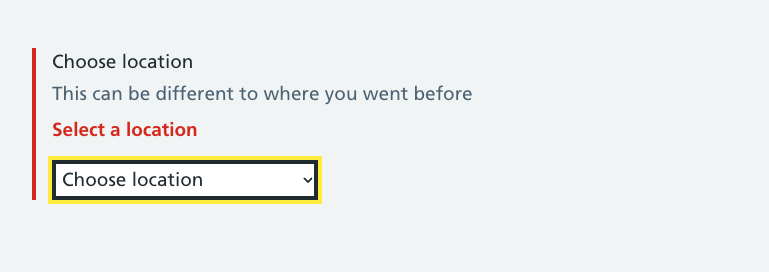 Choose location
This can be different to where you went before
Select a location
Choose location